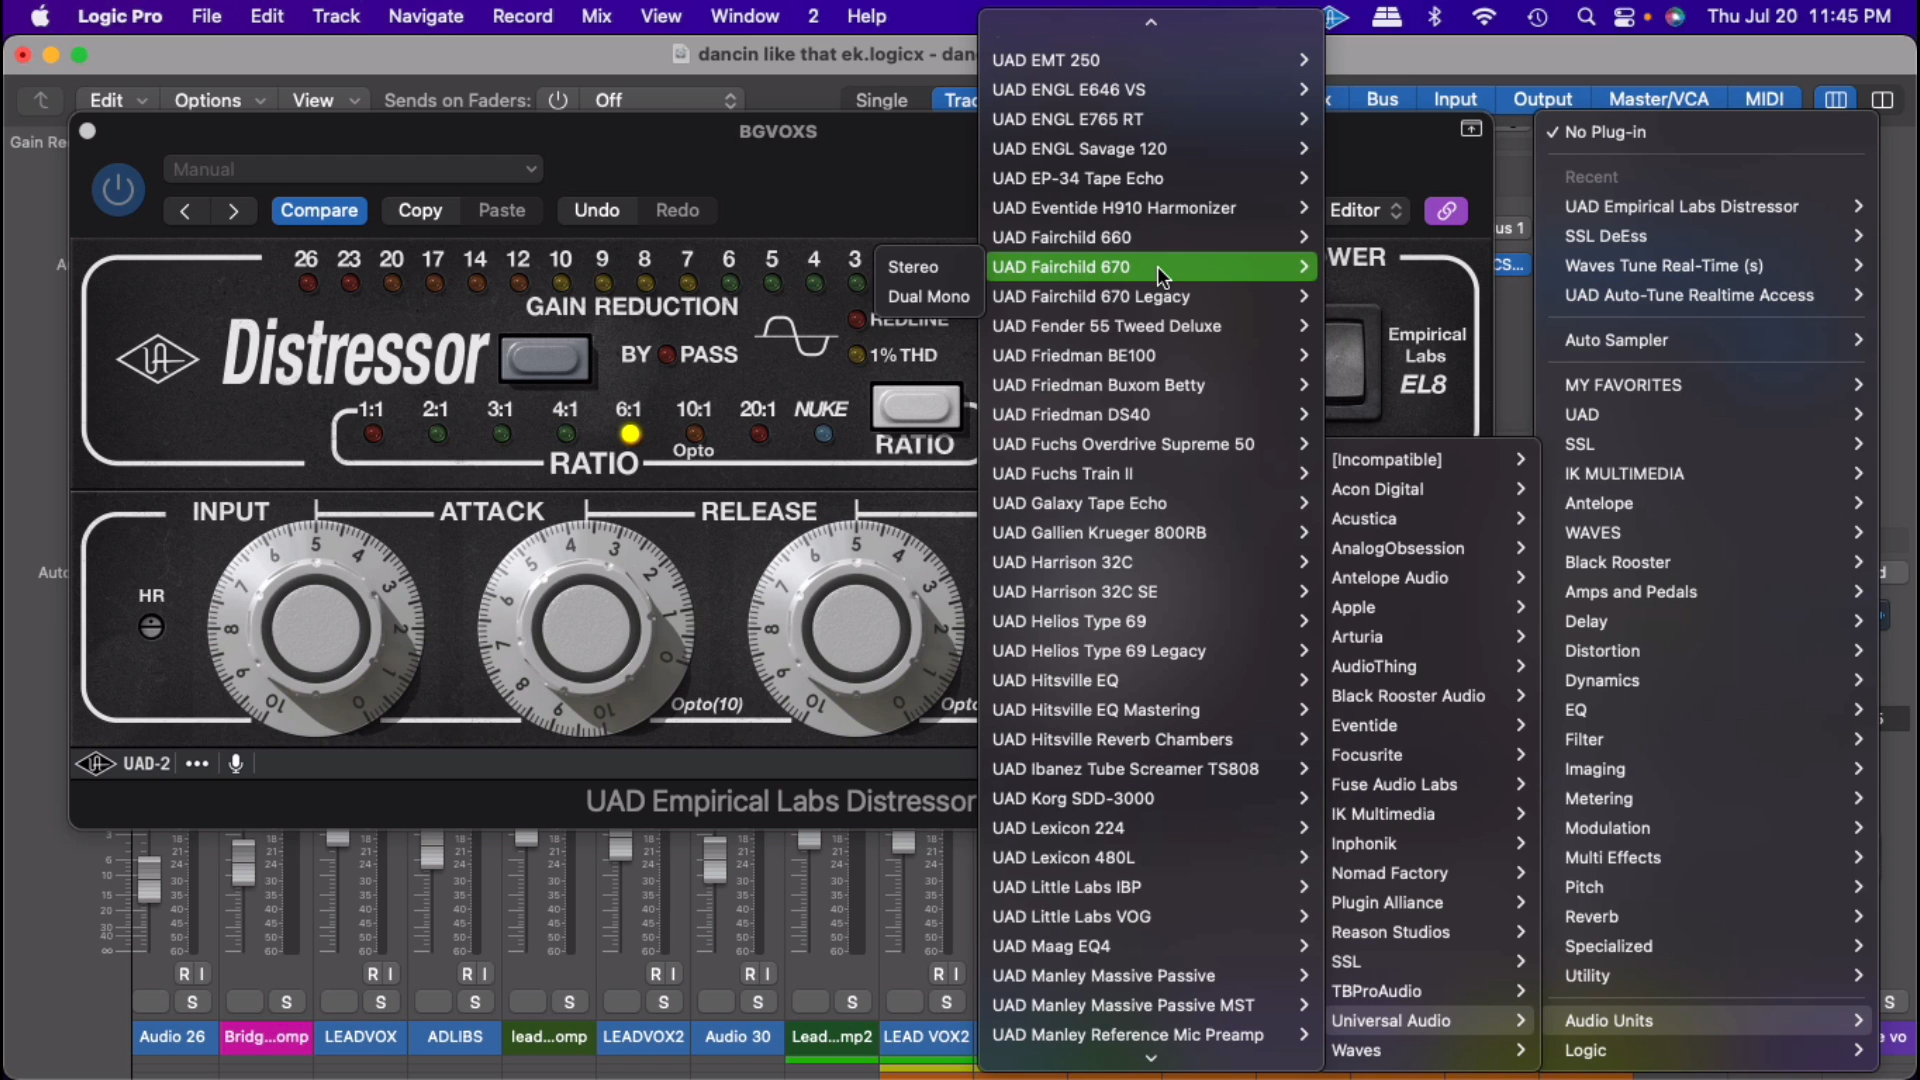 Logic Pro File Edit Track Navigate Record Mix View Window 2 Help
Thu Jul 20 11:45 PM
dancin like that ek.logicx - dan
Edit Options View Sends on Faders: Off Single Trac Bus Input Output Master/VCA MIDI
Gain Re
BGVOXS
Manual
Compare Copy Paste Undo Redo
Editor
26 23 20 17 14 12 10 9 8 7 6 5 4 3
GAIN REDUCTION
WER
Distressor
BY PASS
REDLINE
1% THD
Empirical
Labs
EL8
1:1 2:1 3:1 4:1 6:1 10:1 20:1 NUKE
Opto
RATIO
RATIO
INPUT ATTACK RELEASE
HR
Opto(10)
Opto
UAD-2
UAD Empirical Labs Distressor
Stereo
Dual Mono
UAD EMT 250
UAD ENGL E646 VS
UAD ENGL E765 RT
UAD ENGL Savage 120
UAD EP-34 Tape Echo
UAD Eventide H910 Harmonizer
UAD Fairchild 660
UAD Fairchild 670
UAD Fairchild 670 Legacy
UAD Fender 55 Tweed Deluxe
UAD Friedman BE100
UAD Friedman Buxom Betty
UAD Friedman DS40
UAD Fuchs Overdrive Supreme 50
UAD Fuchs Train II
UAD Galaxy Tape Echo
UAD Gallien Krueger 800RB
UAD Harrison 32C
UAD Harrison 32C SE
UAD Helios Type 69
UAD Helios Type 69 Legacy
UAD Hitsville EQ
UAD Hitsville EQ Mastering
UAD Hitsville Reverb Chambers
UAD Ibanez Tube Screamer TS808
UAD Korg SDD-3000
UAD Lexicon 224
UAD Lexicon 480L
UAD Little Labs IBP
UAD Little Labs VOG
UAD Maag EQ4
UAD Manley Massive Passive
UAD Manley Massive Passive MST
UAD Manley Reference Mic Preamp
[Incompatible]
Acon Digital
Acustica
AnalogObsession
Antelope Audio
Apple
Arturia
AudioThing
Black Rooster Audio
Eventide
Focusrite
Fuse Audio Labs
IK Multimedia
Inphonik
Nomad Factory
Plugin Alliance
Reason Studios
SSL
TBProAudio
Universal Audio
Waves
No Plug-in
Recent
UAD Empirical Labs Distressor
SSL DeEss
Waves Tune Real-Time (s)
UAD Auto-Tune Realtime Access
Auto Sampler
MY FAVORITES
UAD
SSL
IK MULTIMEDIA
Antelope
WAVES
Black Rooster
Amps and Pedals
Delay
Distortion
Dynamics
EQ
Filter
Imaging
Metering
Modulation
Multi Effects
Pitch
Reverb
Specialized
Utility
Audio Units
Logic
R I R I R I R I R I R I
S S S S S S S S S S
Audio 26 Bridg...omp LEADVOX ADLIBS lead...omp LEADVOX2 Audio 30 Lead...mp2 LEAD VOX2